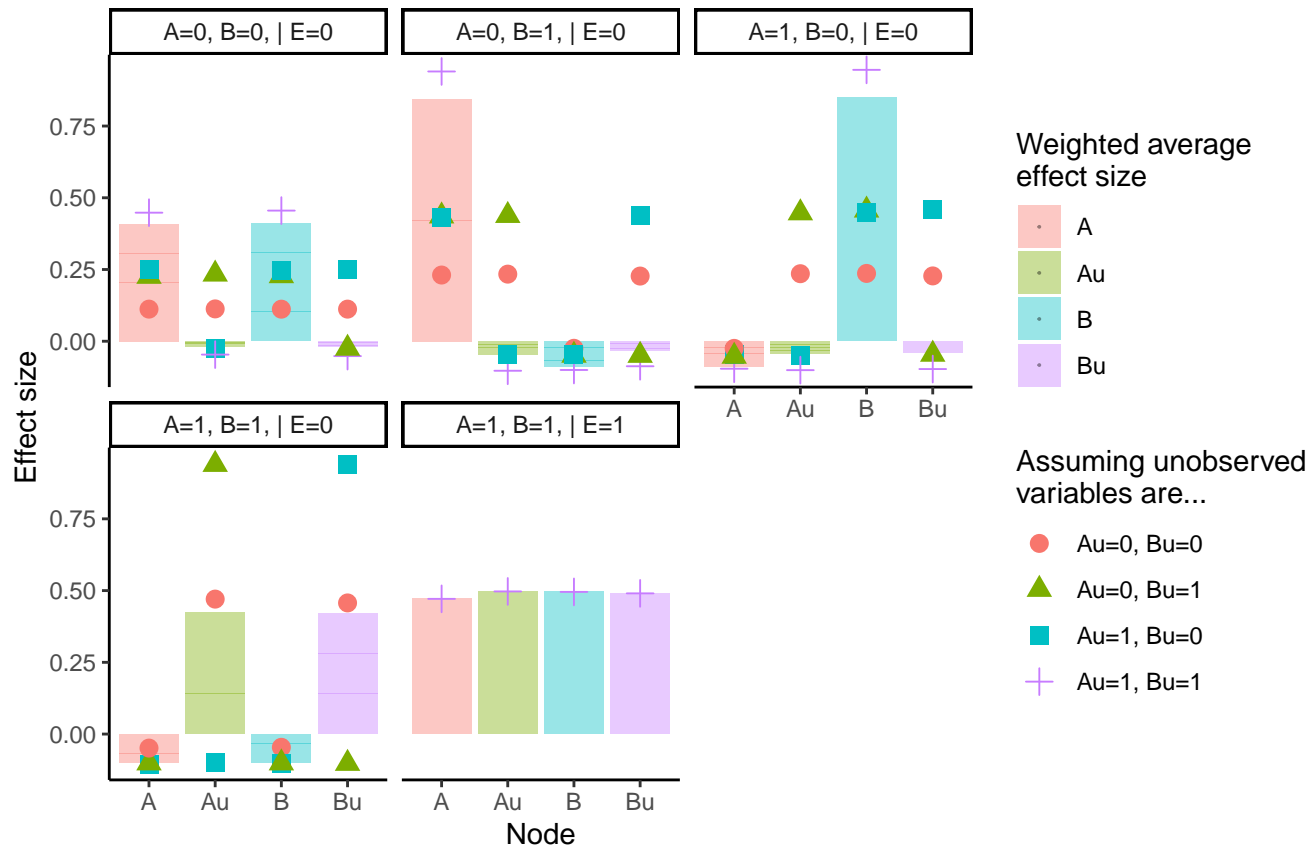 A=0, B=0, | E=0
A=0, B=1, | E=0
A=1, B=0, | E=0
0.75
0.50
0.25
0.00
A
Au
B
Bu
A=1, B=1, | E=0
A=1, B=1, | E=1
0.75
0.50
0.25
0.00
A
Au
B
Bu
A
Au
B
Bu
Effect size
Node
Weighted average
effect size
A
Au
B
Bu
Assuming unobserved
variables are...
Au=0, Bu=0
Au=0, Bu=1
Au=1, Bu=0
Au=1, Bu=1